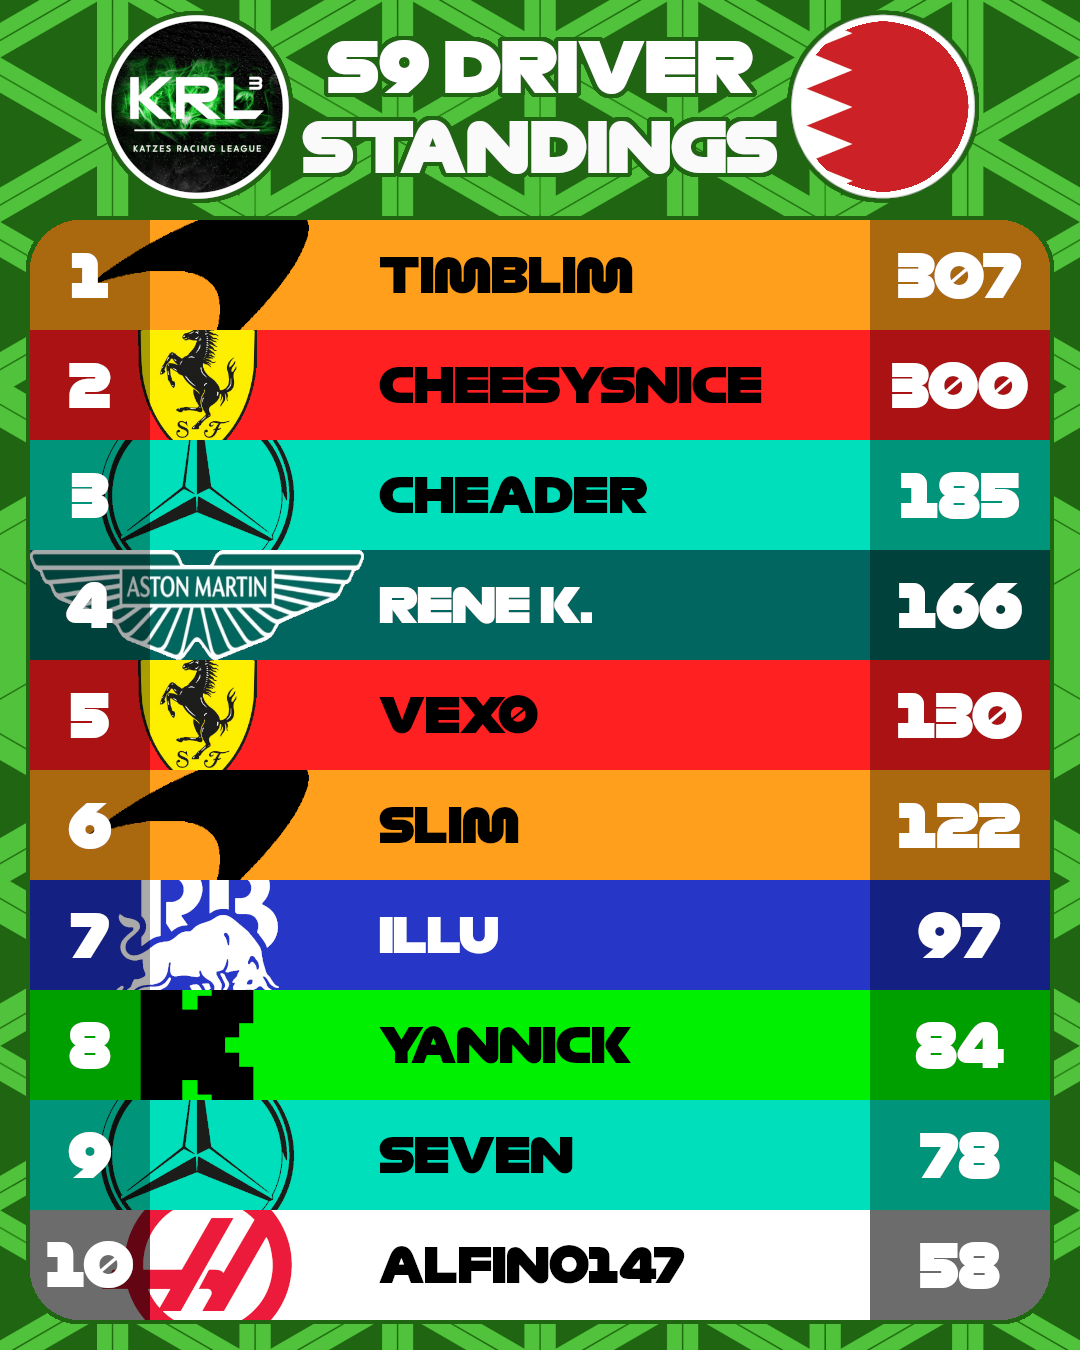 KRL3
KATZES RACING LEAGUE
S9 DRIVER
STANDINGS
1 TIMBLIM 307
2 S F CHEESYSNICE 300
3 CHEADER 185
4 ASTON MARTIN RENE K. 166
5 S F VEXO 130
6 SLIM 122
7 RB ILLU 97
8 K YANNICK 84
9 SEVEN 78
10 H ALFINO147 58